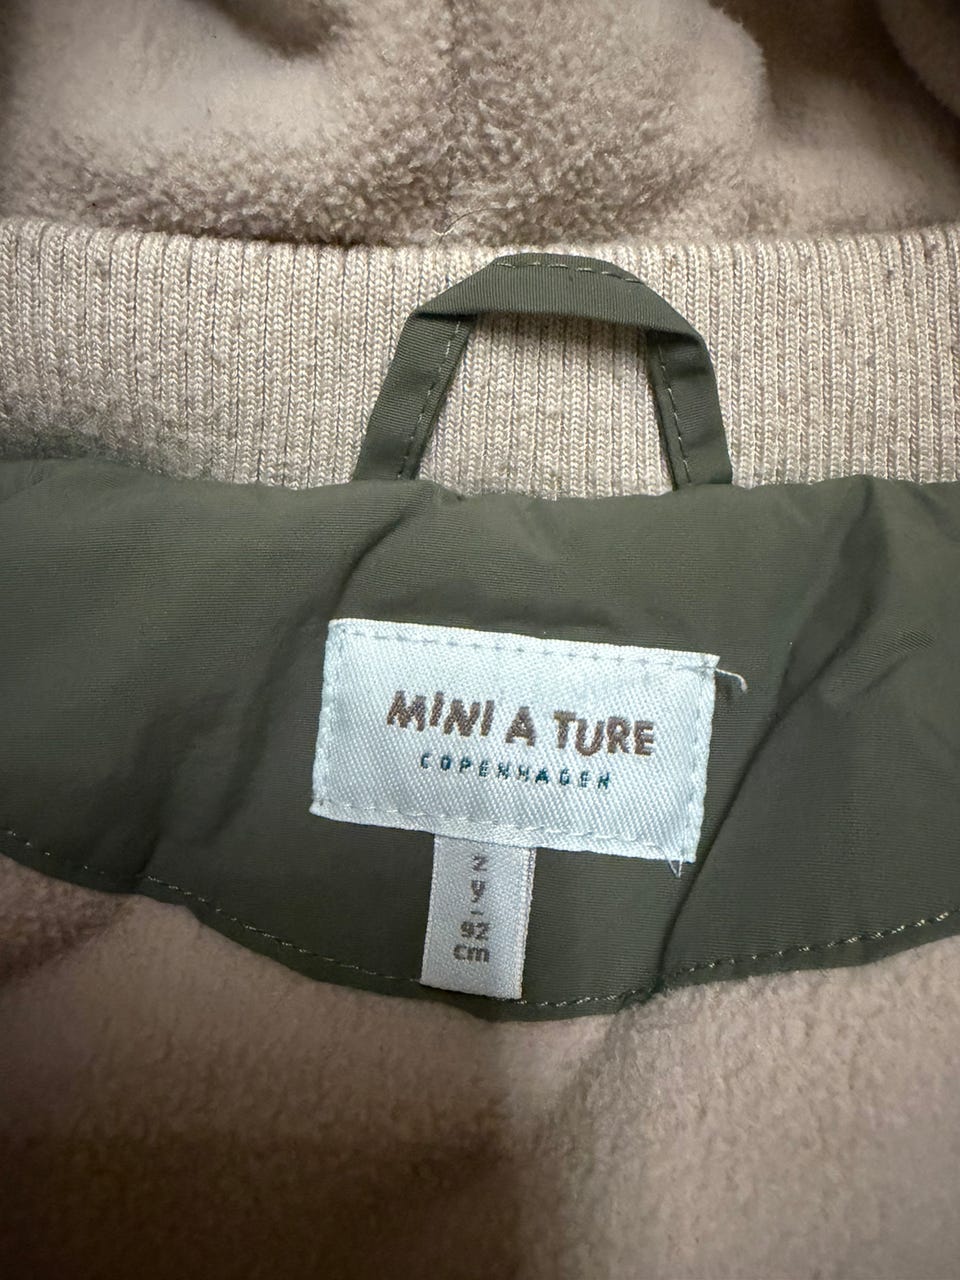 MINI A TURE
COPENHAGEN
2
y
-
92
cm